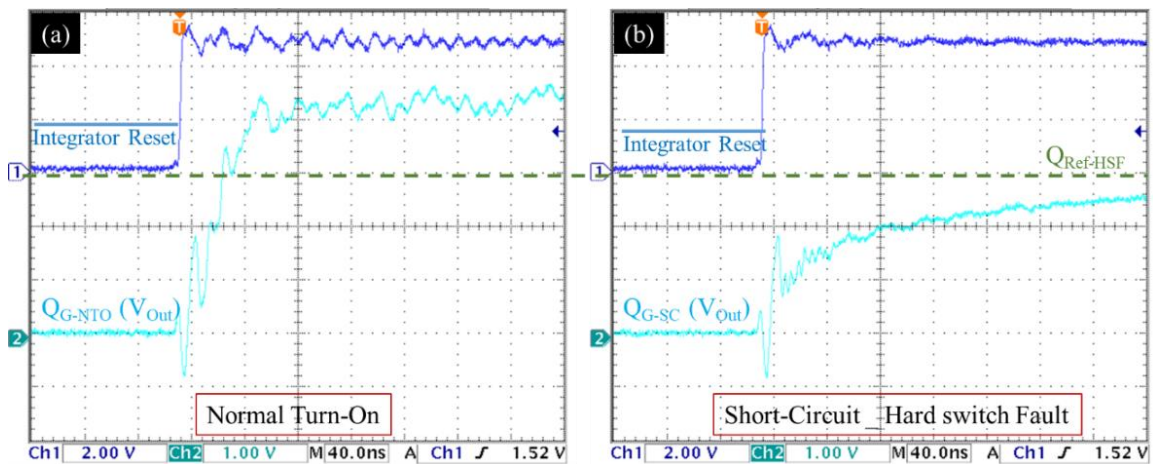 (a)
T
Integrator Reset
1
Q_G-NTO (V_Out)
2
Normal Turn-On
Ch1 2.00 V Ch2 1.00 V M 40.0ns A Ch1 ʃ 1.52 V
(b)
T
Integrator Reset
Q_Ref-HSF
1
Q_G-SC (V_Out)
2
Short-Circuit _ Hard switch Fault
Ch1 2.00 V Ch2 1.00 V M 40.0ns A Ch1 ʃ 1.52 V